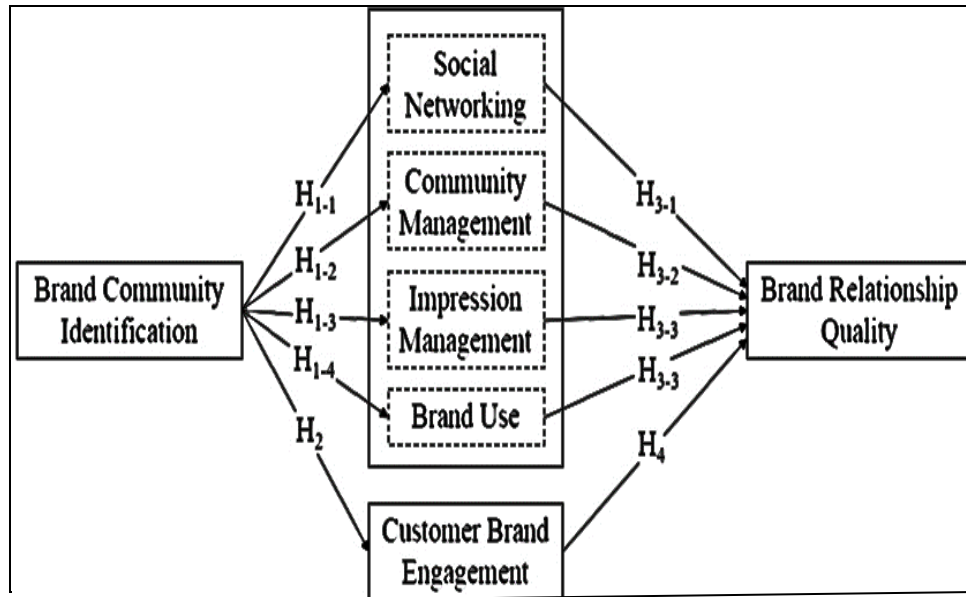 Social
Networking
H1-1
H3-1
Community
Management
H1-2
H3-2
Brand Community
Identification
H1-3
Impression
Management
H3-3
Brand Relationship
Quality
H1-4
H3-3
Brand Use
H2
H4
Customer Brand
Engagement